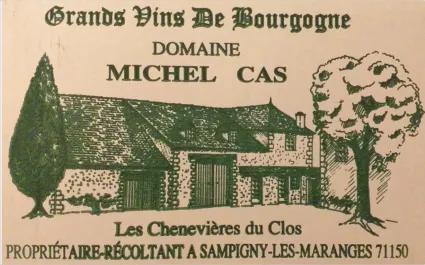 Grands Vins De Bourgogne
DOMAINE
MICHEL CAS
Les Chenevières du Clos
PROPRIÉTAIRE-RÉCOLTANT A SAMPIGNY-LES-MARANGES 71150